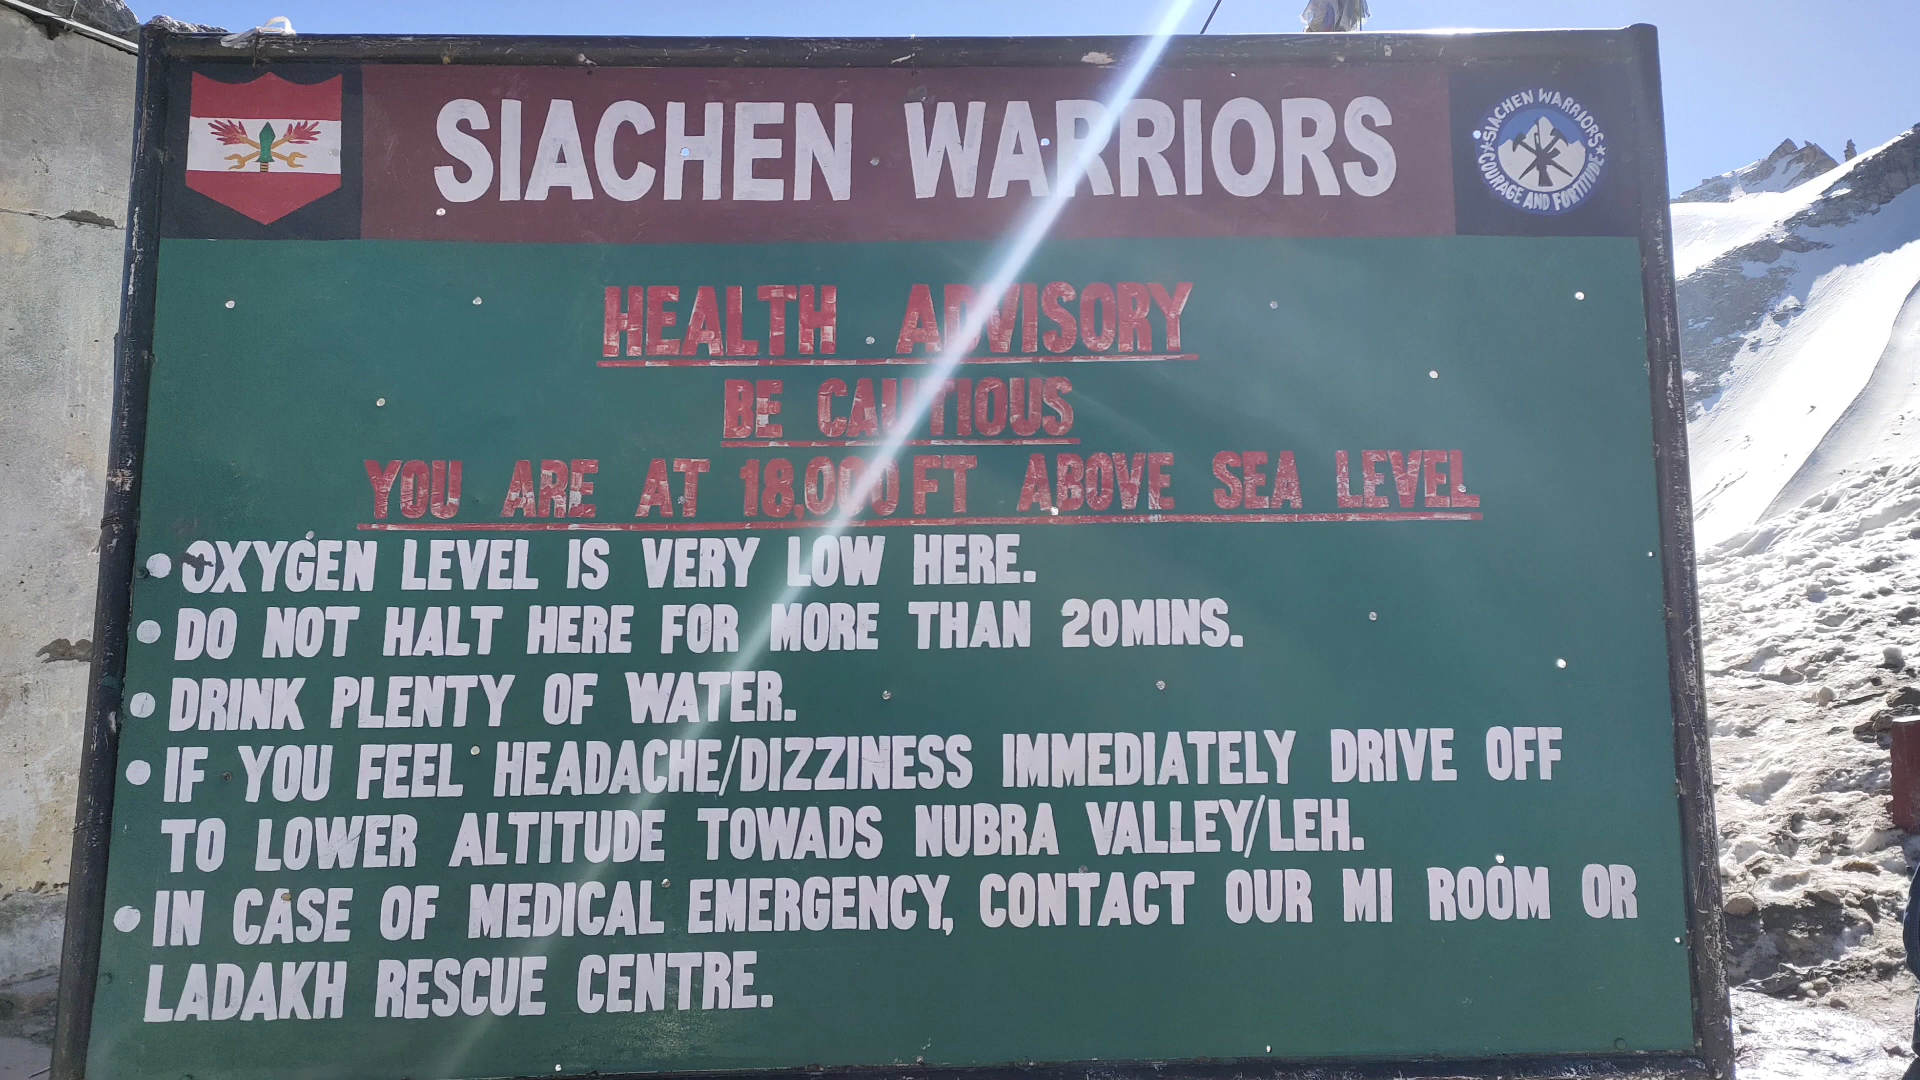 SIACHEN WARRIORS
SIACHEN WARRIORS
COURAGE AND FORTITUDE
HEALTH ADVISORY
BE CAUTIOUS
YOU ARE AT 18,000 FT ABOVE SEA LEVEL
• OXYGEN LEVEL IS VERY LOW HERE.
• DO NOT HALT HERE FOR MORE THAN 20MINS.
• DRINK PLENTY OF WATER.
• IF YOU FEEL HEADACHE/DIZZINESS IMMEDIATELY DRIVE OFF
TO LOWER ALTITUDE TOWADS NUBRA VALLEY/LEH.
• IN CASE OF MEDICAL EMERGENCY, CONTACT OUR MI ROOM OR
LADAKH RESCUE CENTRE.